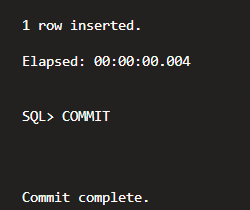 1 row inserted.
Elapsed: 00:00:00.004
SQL> COMMIT
Commit complete.